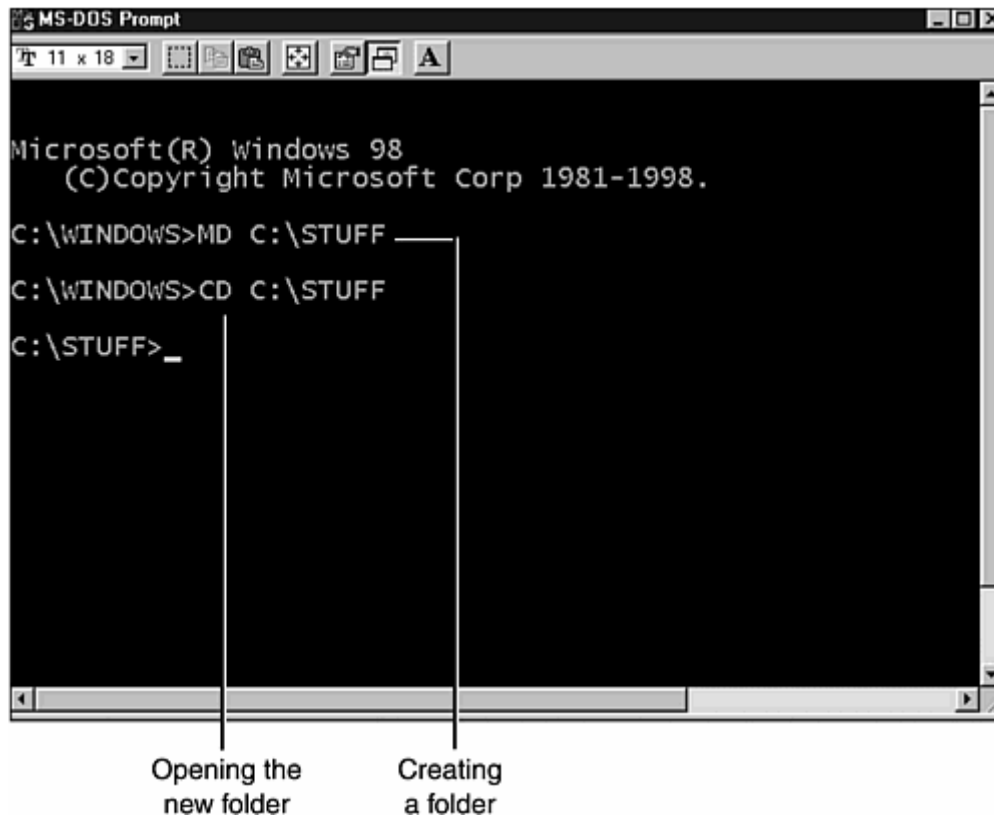 MS-DOS Prompt
Tr 11 x 18
A
Microsoft(R) Windows 98
(C)Copyright Microsoft Corp 1981-1998.
C:\WINDOWS>MD C:\STUFF
C:\WINDOWS>CD C:\STUFF
C:\STUFF>_
Opening the
new folder
Creating
a folder